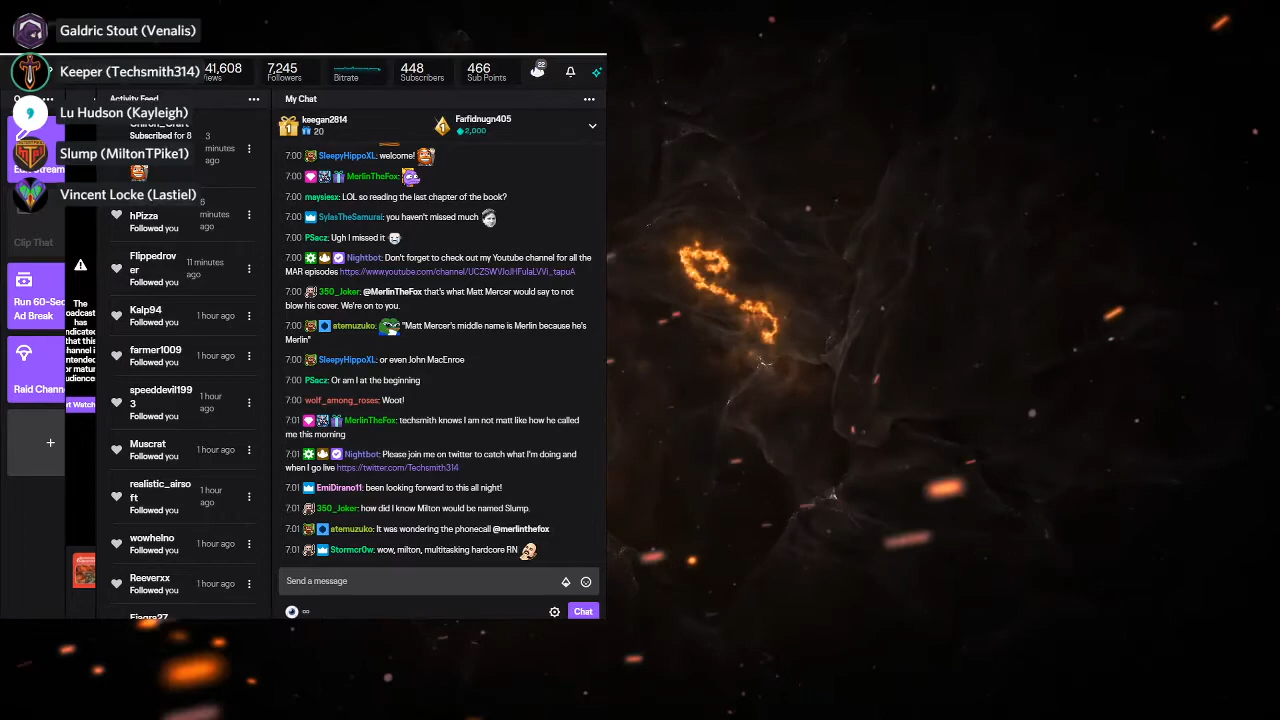 Galdric Stout (Venalis)
Keeper (Techsmith314)
Lu Hudson (Kayleigh)
Slump (MiltonTPike1)
Vincent Locke (Lastiel)
41,608
7,245
Followers
Bitrate
448
Subscribers
466
Sub Points
22
Activity Feed
Subscribed for 8
3
minutes
ago
hPizza
Followed you
minutes
ago
Flippedrov
er
Followed you
11 minutes
ago
Kalp94
Followed you
1 hour ago
farmer1009
Followed you
1 hour ago
speeddevil199
3
Followed you
1 hour
ago
Muscrat
Followed you
1 hour ago
realistic_airso
ft
Followed you
1 hour
ago
wowhelno
Followed you
1 hour ago
Reeverxx
Followed you
1 hour ago
Clip That
Run 60-Sec
Ad Break
Raid Chann
The
has
My Chat
keegan2814
20
Farfidnugn405
2,000
7:00 SleepyHippoXL: welcome!
7:00 MerlinTheFox:
7:00 maysiesx: LOL so reading the last chapter of the book?
7:00 SylasTheSamurai: you haven't missed much
7:00 PSacz: Ugh I missed it
7:00 Nightbot: Don't forget to check out my Youtube channel for all the
MAR episodes
7:00 350_Joker: @MerlinTheFox that's what Matt Mercer would say to not
blow his cover. We're on to you.
7:00 atemuzuko: "Matt Mercer's middle name is Merlin because he's
Merlin"
7:00 SleepyHippoXL: or even John MacEnroe
7:00 PSacz: Or am I at the beginning
7:00 wolf_among_roses: Woot!
7:01 MerlinTheFox: techsmith knows I am not matt like how he called
me this morning
7:01 Nightbot: Please join me on twitter to catch what I'm doing and
when I go live https://twitter.com/Techsmith314
7:01 EmiDirano11: been looking forward to this all night!
7:01 350_Joker: how did I know Milton would be named Slump.
7:01 atemuzuko: It was wondering the phonecall @merlinthefox
7:01 Stormcr0w: wow, milton, multitasking hardcore RN
Send a message
Chat